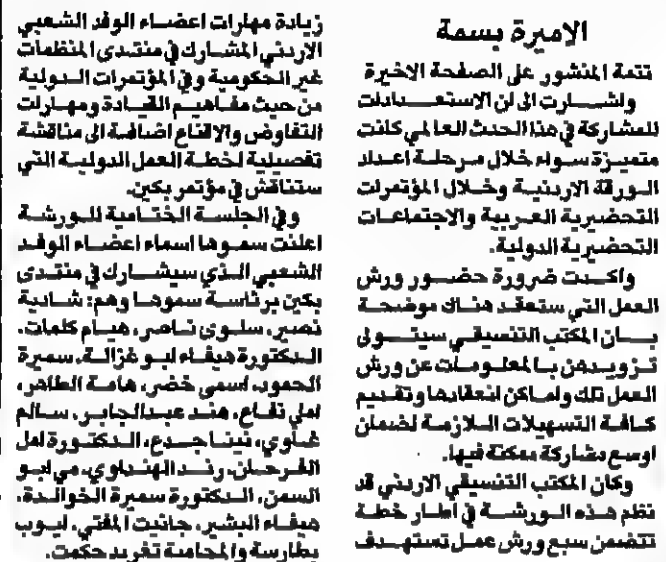 الاميرة بسمة
تتمة المنشور على الصفحة الاخيرة
واشارت الى ان الاستعدادات
للمشاركة في هذا الحدث العالمي كانت
متميزة سواء خلال مرحلة اعداد
الورقة الاردنية وخلال المؤتمرات
التحضيرية العربية والاجتماعات
التحضيرية الدولية.
واكدت ضرورة حضور ورش
العمل التي ستعقد هناك موضحة
بان المكتب التنسيقي سيتولى
تزويدهن بالمعلومات عن ورش
العمل تلك واماكن انعقادها وتقديم
كافة التسهيلات اللازمة لضمان
اوسع مشاركة ممكنة فيها.
وكان المكتب التنسيقي الاردني قد
نظم هذه الورشة في اطار خطة
تتضمن سبع ورش عمل تستهدف
زيادة مهارات اعضاء الوفد الشعبي
الاردني المشارك في منتدى المنظمات
غير الحكومية وفي المؤتمرات الدولية
من حيث مفاهيم القيادة ومهارات
التفاوض والاقناع اضافة الى مناقشة
تفصيلية لخطة العمل الدولية التي
ستناقش في مؤتمر بكين.
وفي الجلسة الختامية للورشة
اعلنت سموها اسماء اعضاء الوفد
الشعبي الذي سيشارك في منتدى
بكين برئاسة سموها وهم: شادية
نصير، سلوى ناصر، هيام كلمات،
الدكتورة هيفاء ابو غزالة، سميرة
الحمود، اسمى خضر، هامة الطاهر،
امل نفاع، هند عبدالجابر، سالم
غاوي، نينا حدع، الدكتورة امل
الفرحان، رند الهنداوي، مي ابو
السمن، الدكتورة سميرة الخوالدة،
هيفاء البشير، جانيت المفتي، ايوب
بطارسة والمحامية تغريد حكمت.